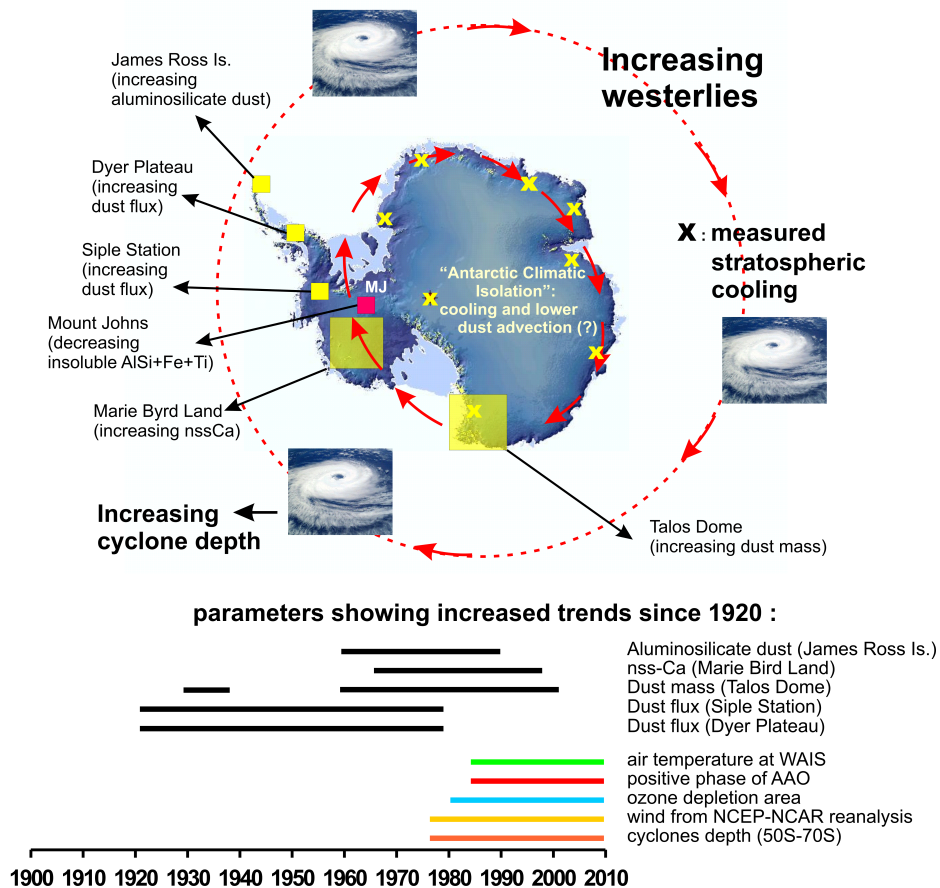 James Ross Is.
(increasing
aluminosilicate dust)
Increasing
westerlies
Dyer Plateau
(increasing
dust flux)
Siple Station
(increasing
dust flux)
Mount Johns
(decreasing
insoluble AlSi+Fe+Ti)
Marie Byrd Land
(increasing nssCa)
MJ
"Antarctic Climatic
Isolation":
cooling and lower
dust advection (?)
x : measured
stratospheric
cooling
x
x
x
x
x
x
x
x
Increasing
cyclone depth
Talos Dome
(increasing dust mass)
parameters showing increased trends since 1920 :
Aluminosilicate dust (James Ross Is.)
nss-Ca (Marie Bird Land)
Dust mass (Talos Dome)
Dust flux (Siple Station)
Dust flux (Dyer Plateau)
air temperature at WAIS
positive phase of AAO
ozone depletion area
wind from NCEP-NCAR reanalysis
cyclones depth (50S-70S)
1900 1910 1920 1930 1940 1950 1960 1970 1980 1990 2000 2010